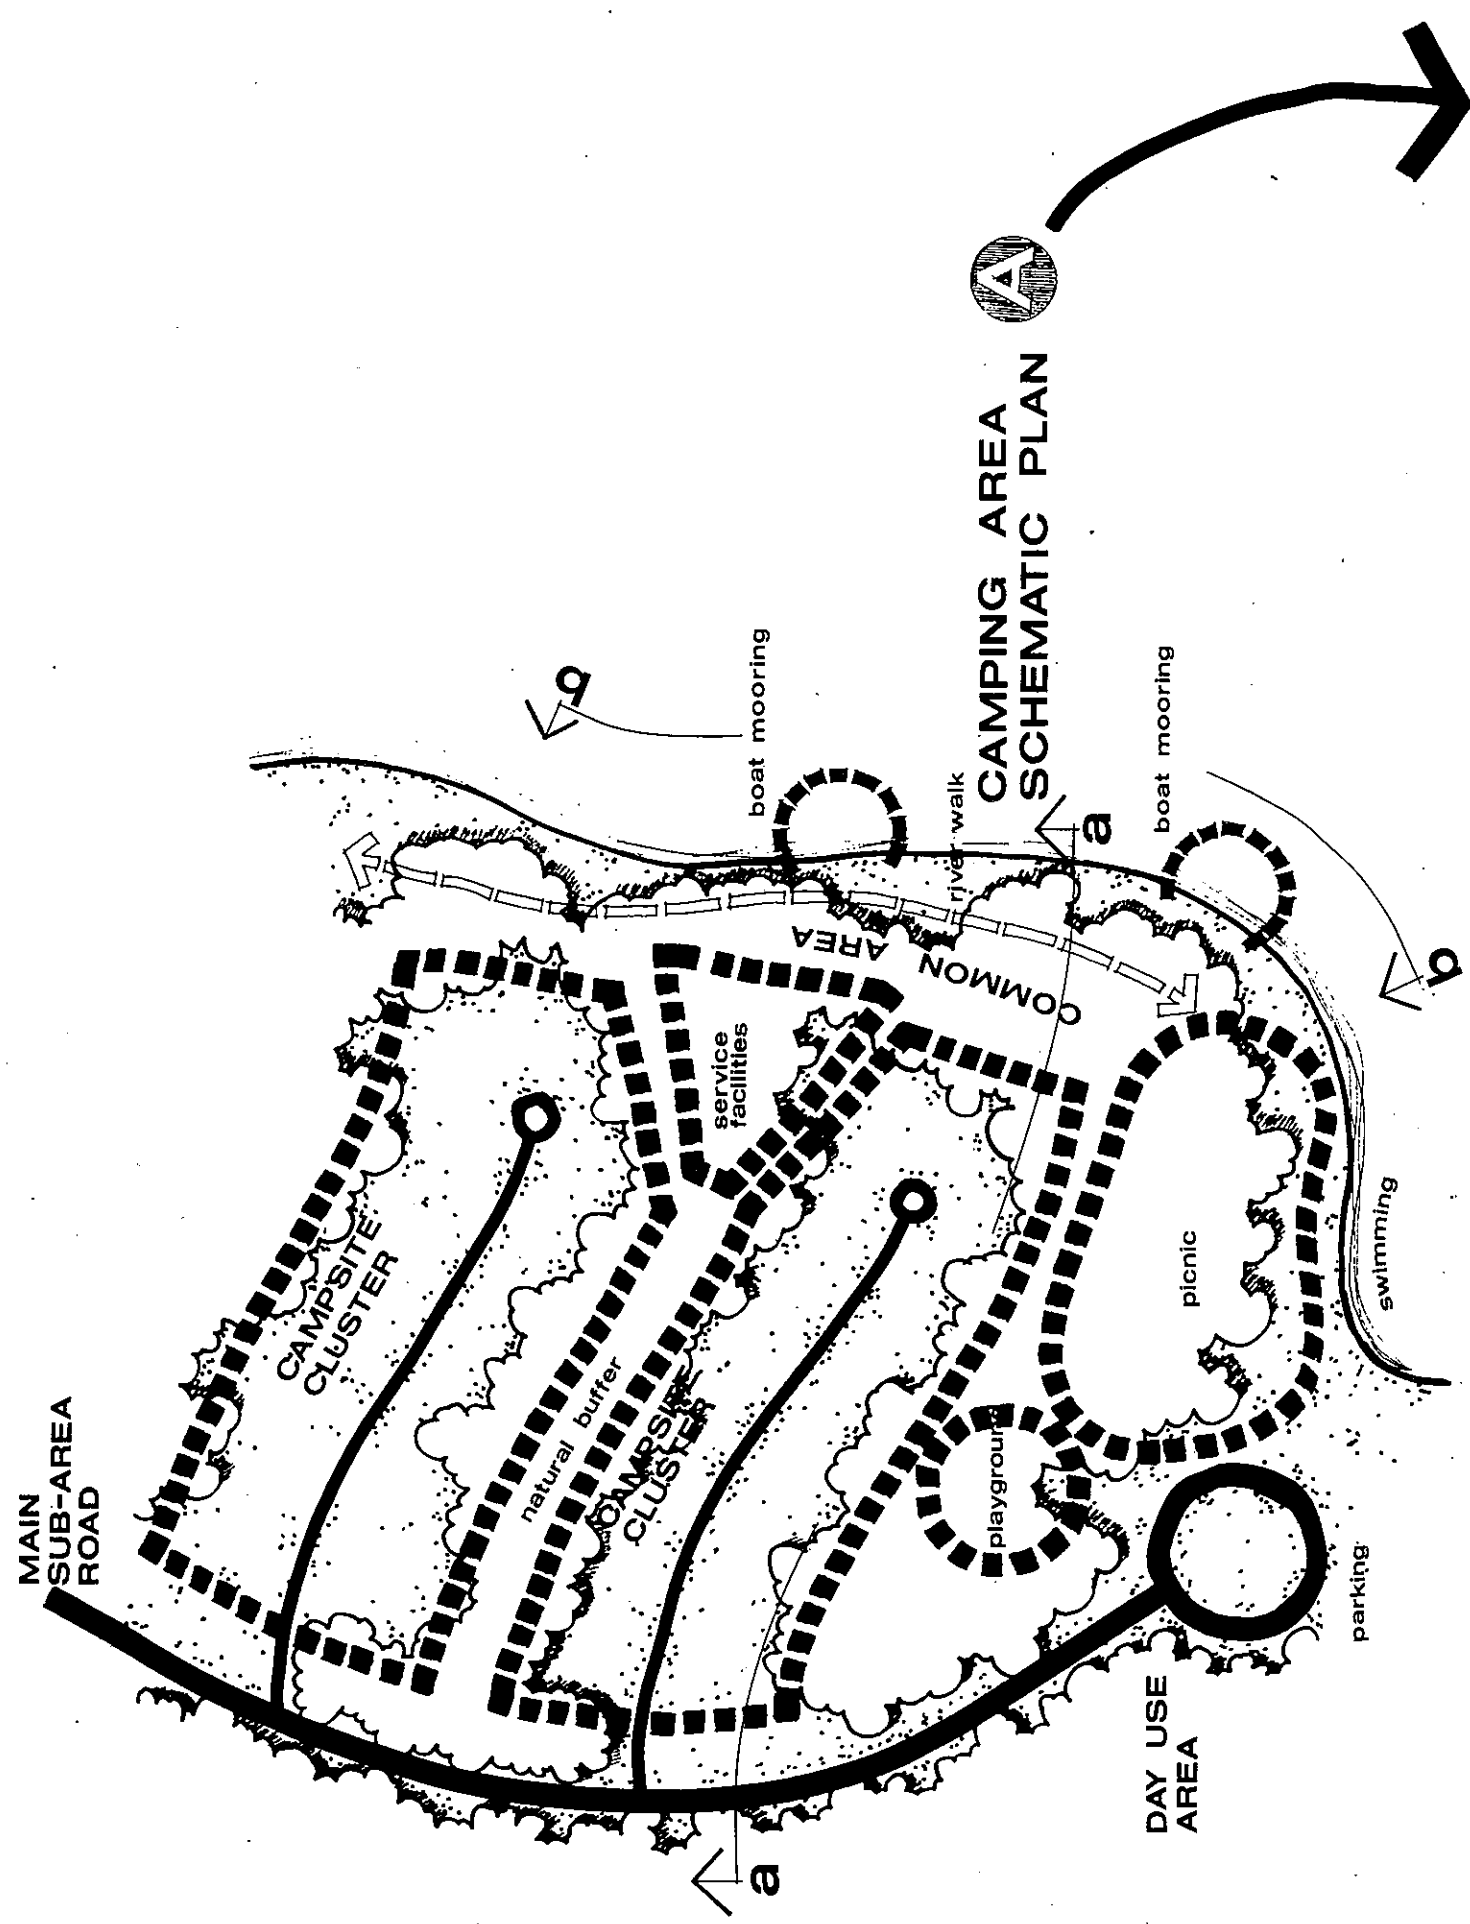 MAIN
SUB-AREA
ROAD
CAMPSITE
CLUSTER
natural buffer
CAMPSITE
CLUSTER
service
facilities
COMMON
AREA
river walk
boat mooring
boat mooring
b
b
a
a
playground
picnic
swimming
parking
DAY USE
AREA
CAMPING AREA
SCHEMATIC PLAN
A